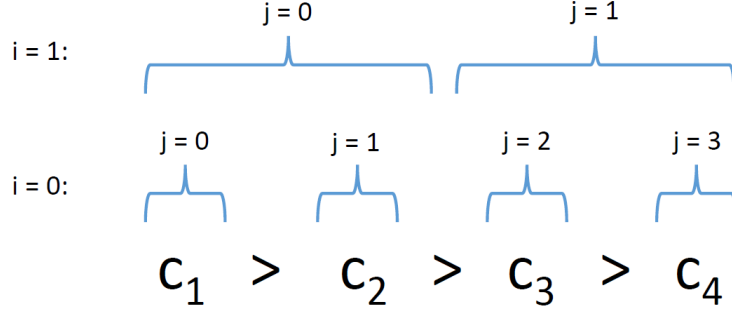 j = 0 j = 1
i = 1:
j = 0 j = 1 j = 2 j = 3
i = 0:
c₁ > c₂ > c₃ > c₄